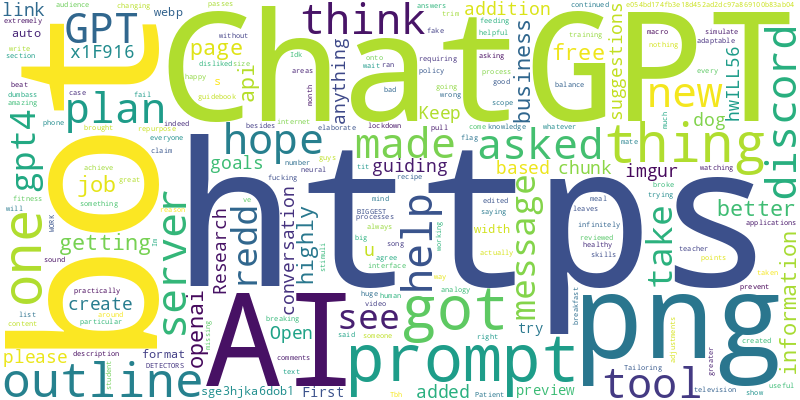 link
GPT
x1F916
plan
gpt4
one
bot
ChatGPT
think
addition
page
api
anything
business
free
suggestions
new
hwILL56
discord
e054bd174fb3e18d452ad3dc97a869100b88ab04
webp
extremely
auto
write
section
beat
dumbass
amazing
photo
case
fail
besides
brought
repurpose
indeed
everyone
claim
audience
changing
passes
happy
disliked
size
guidebook
without
answers
fake
Idk
areas
month
wait
ran
onto
bad
requiring
policy
feeding
helpful
asking
going
wrong
process
good
scope
trim
training
nothing
balance
macro
simulate
adaptable
every
Keep
dog
hope
made
asked
thing
https
goals
guiding
based
chunk
imgur
internet
elaborate
lockdown
pull
number
neural
guys
tit
recipe
flag
come
knowledge
whatever
mate
much
watching
job
getting
server
achieve
great
something
fitness
will
WORK
in
Research
redd
highly
conversation
fucking
ve
mind
BIGGEST
processes
always
big
song
agree
interface
u
help
edited
saying
width
actually
way
working
message
meal
leaves
infinitely
reviewed
healthy
skills
broke
trying
take
better
teacher
points
applications
taken
prevent
information
sound
practically
create
list
around
content
particular
please
description
DETECTORS
format
student
openai
missing
AI
stimuli
breaking
Open
First
comments
text
sge3hjka6dob1
huge
human
video
said
someone
analogy
see
got
right
try
breakfast
png
adjustments
created
greater
useful
television
show
Tailoring
tool
outline
prompt
added
preview
Tbh
Patient
continued